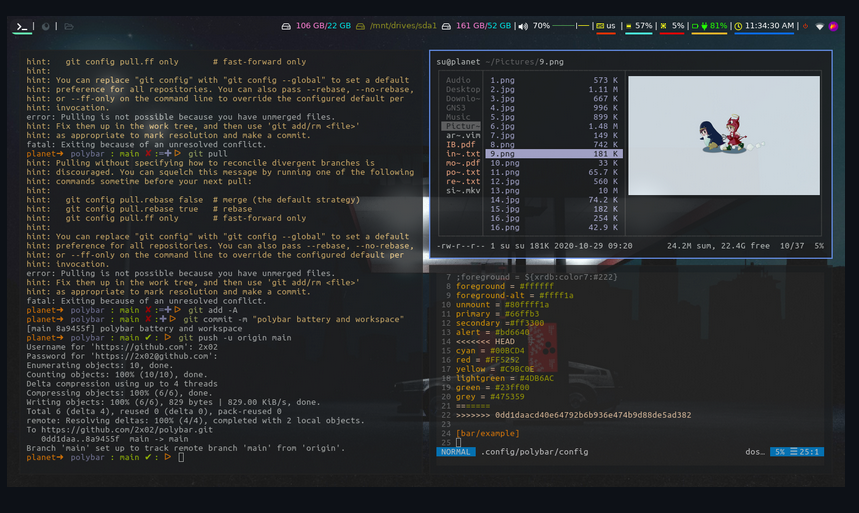 106 GB/22 GB /mnt/drives/sda1 161 GB/52 GB 70% us 57% 5% 81% 11:34:30 AM
hint:   git config pull.ff only       # fast-forward only
hint:
hint: You can replace "git config" with "git config --global" to set a default
hint: preference for all repositories. You can also pass --rebase, --no-rebase,
hint: or --ff-only on the command line to override the configured default per
hint: invocation.
error: Pulling is not possible because you have unmerged files.
hint: Fix them up in the work tree, and then use 'git add/rm <file>'
hint: as appropriate to mark resolution and make a commit.
fatal: Exiting because of an unresolved conflict.
planet➜ polybar : main ✘ :=✚ ᐅ git pull
hint: Pulling without specifying how to reconcile divergent branches is
hint: discouraged. You can squelch this message by running one of the following
hint: commands sometime before your next pull:
hint:
hint:   git config pull.rebase false  # merge (the default strategy)
hint:   git config pull.rebase true   # rebase
hint:   git config pull.ff only       # fast-forward only
hint:
hint: You can replace "git config" with "git config --global" to set a default
hint: preference for all repositories. You can also pass --rebase, --no-rebase,
hint: or --ff-only on the command line to override the configured default per
hint: invocation.
error: Pulling is not possible because you have unmerged files.
hint: Fix them up in the work tree, and then use 'git add/rm <file>'
hint: as appropriate to mark resolution and make a commit.
fatal: Exiting because of an unresolved conflict.
planet➜ polybar : main ✘ :=✚ ᐅ git add -A
planet➜ polybar : main ✘ :=✚ ᐅ git commit -m "polybar battery and workspace"
[main 8a9455f] polybar battery and workspace
planet➜ polybar : main ✔ : ᐅ git push -u origin main
Username for 'https://github.com': 2x02
Password for 'https://2x02@github.com':
Enumerating objects: 10, done.
Counting objects: 100% (10/10), done.
Delta compression using up to 4 threads
Compressing objects: 100% (6/6), done.
Writing objects: 100% (6/6), 829 bytes | 829.00 KiB/s, done.
Total 6 (delta 4), reused 0 (delta 0), pack-reused 0
remote: Resolving deltas: 100% (4/4), completed with 2 local objects.
To https://github.com/2x02/polybar.git
   0dd1daa..8a9455f  main -> main
Branch 'main' set up to track remote branch 'main' from 'origin'.
planet➜ polybar : main ✔ : ᐅ
su@planet ~/Pictures/9.png
Audio 1.png 573 K
Desktop 2.jpg 1.11 M
Downlo~ 3.jpg 667 K
GNS3 4.jpg 996 K
Music 5.jpg 899 K
Pictur~ 6.jpg 1.48 M
ar~.vim 7.jpg 149 K
IB.pdf 8.jpg 742 K
in~.txt 9.png 181 K
mo~.pdf 10.png 33 K
po~.txt 11.png 65.7 K
re~.txt 12.png 560 K
si~.mkv 13.png 10 M
14.png 74.2 K
15.jpg 182 K
16.jpg 254 K
16.png 42.9 K
-rw-r--r-- 1 su su 181K 2020-10-29 09:20 24.2M sum, 22.4G free 10/37 5%
7 ;foreground = ${xrdb:color7:#222}
8 foreground = #ffffff
9 foreground-alt = #ffff1a
10 unmount = #80ffff1a
11 primary = #66ffb3
12 secondary =#ff3300
13 alert = #bd6640
14 <<<<<<< HEAD
15 cyan = #00BCD4
16 red = #FF5252
17 yellow = #C9BC0E
18 lightgreen = #4DB6AC
19 green = #23ff00
20 grey = #475359
21 =======
22 >>>>>>> 0dd1daacd40e64792b6b936e474b9d88de5ad382
23
24 [bar/example]
25
NORMAL .config/polybar/config dos… 5% ☰ 25:1